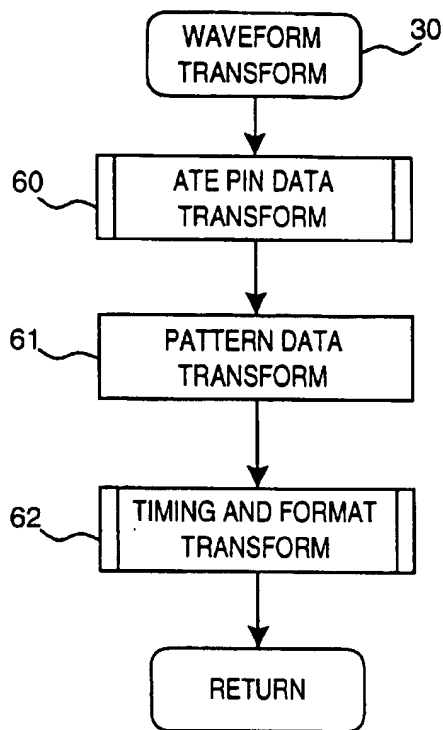 WAVEFORM
TRANSFORM
30
60
ATE PIN DATA
TRANSFORM
61
PATTERN DATA
TRANSFORM
62
TIMING AND FORMAT
TRANSFORM
RETURN